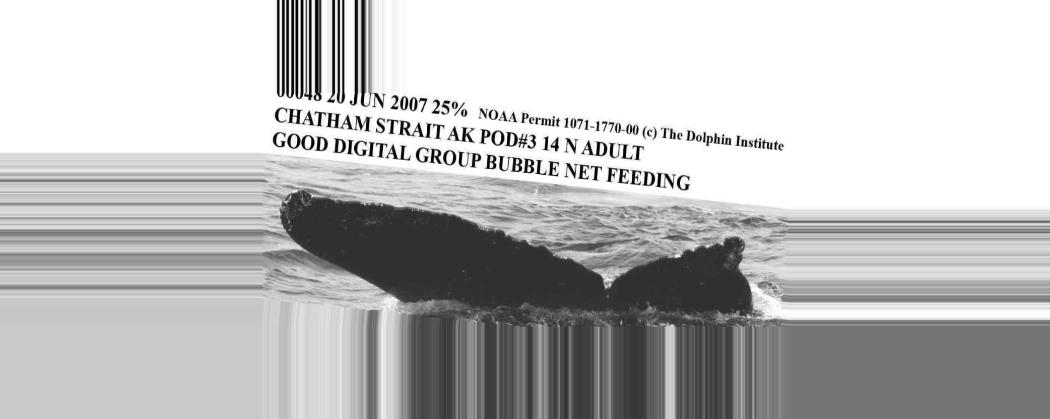 00048 20 JUN 2007 25% NOAA Permit 1071-1770-00 (c) The Dolphin Institute
CHATHAM STRAIT AK POD#3 14 N ADULT
GOOD DIGITAL GROUP BUBBLE NET FEEDING